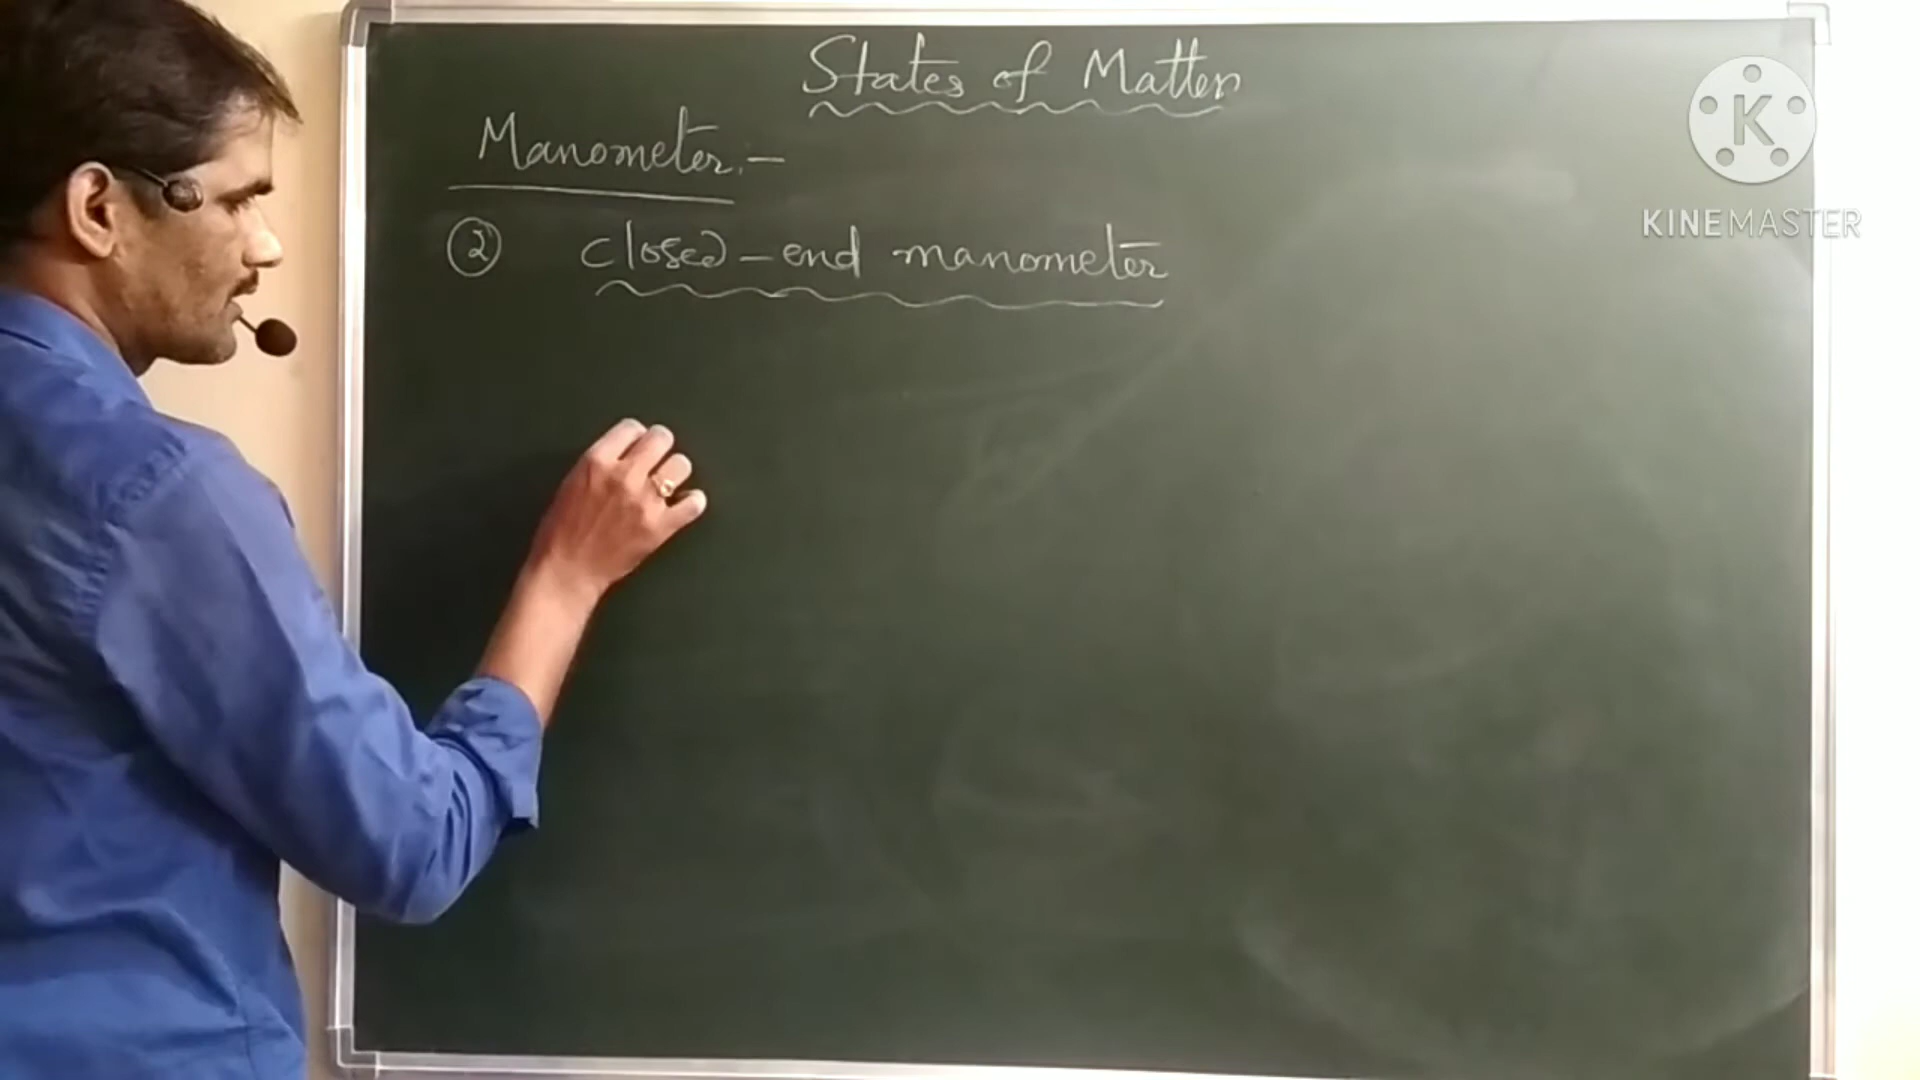 States of Matter
Manometer:-
② closed-end manometer
K
KINEMASTER